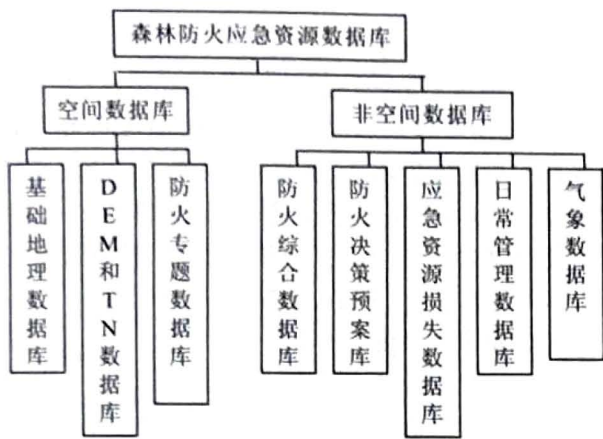 森林防火应急资源数据库
空间数据库
非空间数据库
基础地理数据库
DEM和TN数据库
防火专题数据库
防火综合数据库
防火决策预案库
应急资源损失数据库
日常管理数据库
气象数据库